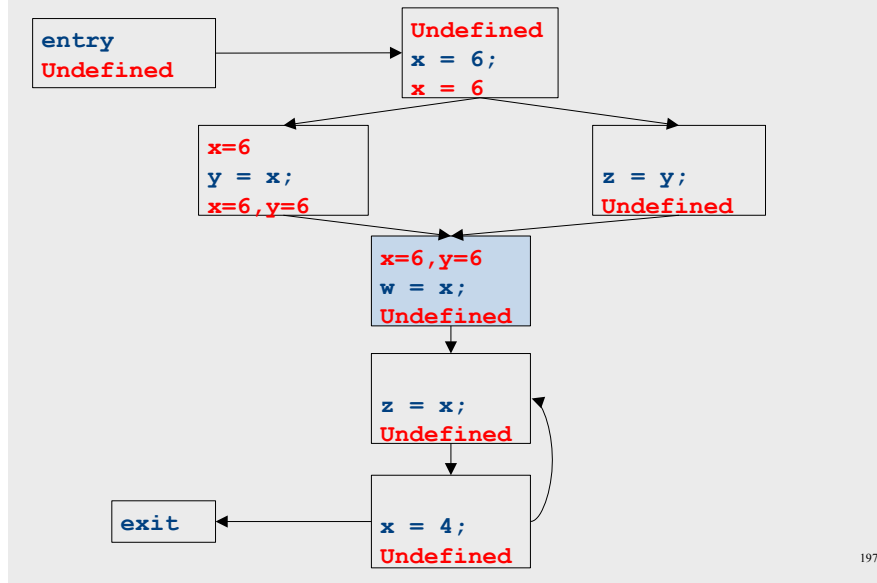 entry
Undefined
Undefined
x = 6;
x = 6
x=6
y = x;
x=6,y=6
z = y;
Undefined
x=6,y=6
w = x;
Undefined
z = x;
Undefined
exit
x = 4;
Undefined
197